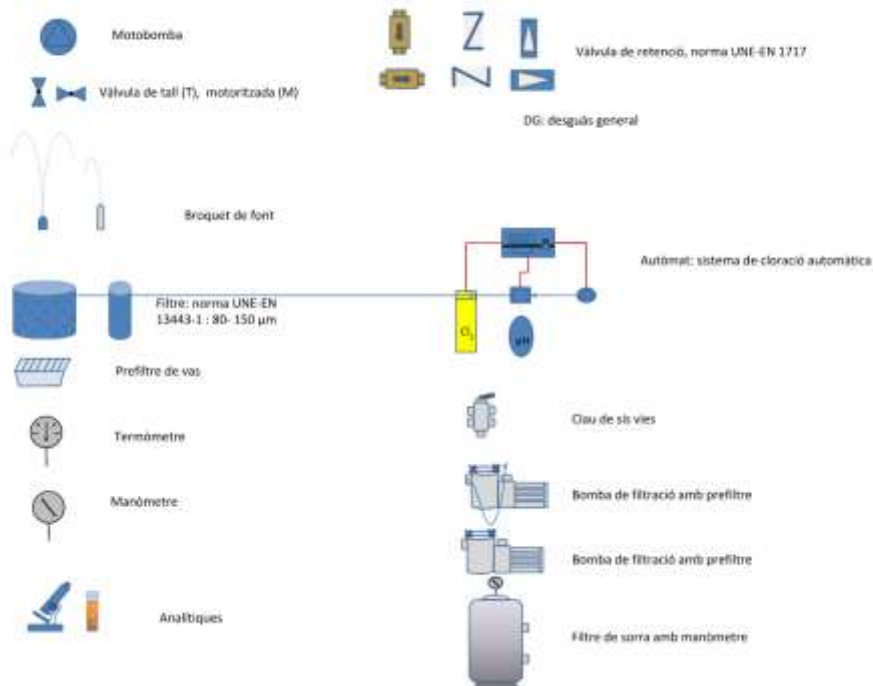 Motobomba
Vàlvula de retenció, norma UNE-EN 1717
Vàlvula de tall (T), motoritzada (M)
DG: desguàs general
Broquet de font
Autòmat: sistema de cloració automàtica
Filtre: norma UNE-EN
13443-1 : 80- 150 µm
Cl2
pH
Prefiltre de vas
Clau de sis vies
Termòmetre
Bomba de filtració amb prefiltre
Manòmetre
Bomba de filtració amb prefiltre
Analítiques
Filtre de sorra amb manòmetre